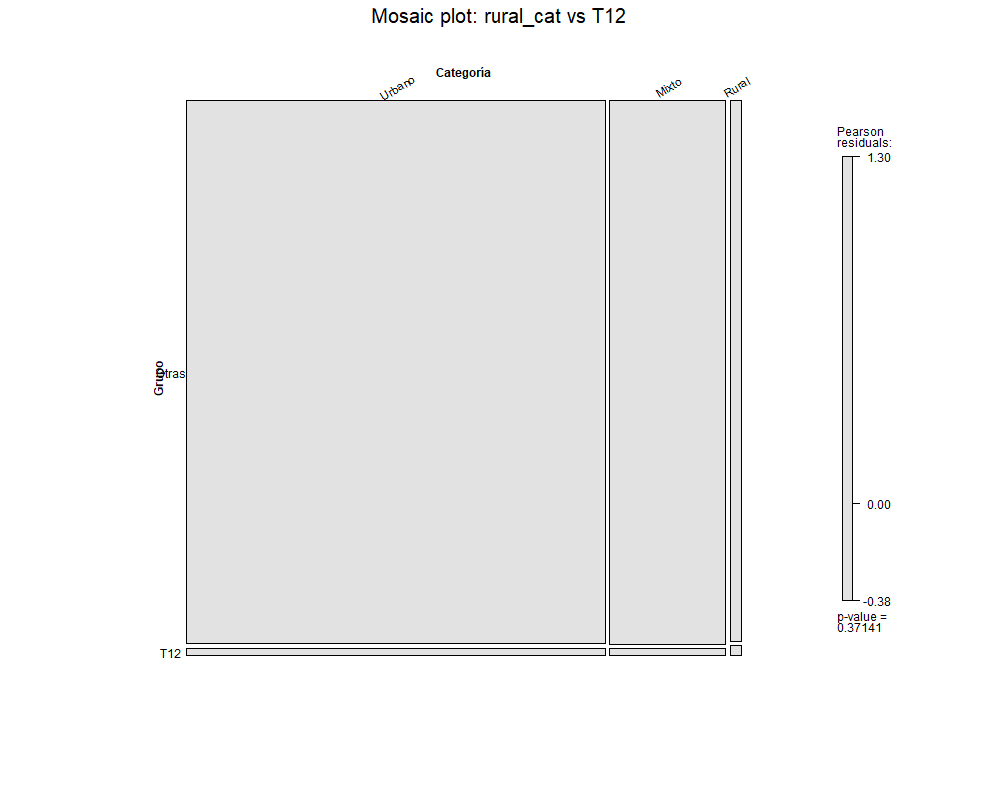 Mosaic plot: rural_cat vs T12
Categoría
Urbano
Mixto
Rural
Pearson
residuals:
1.30
0.00
-0.38
p-value =
0.37141
Grupo
Otras
T12